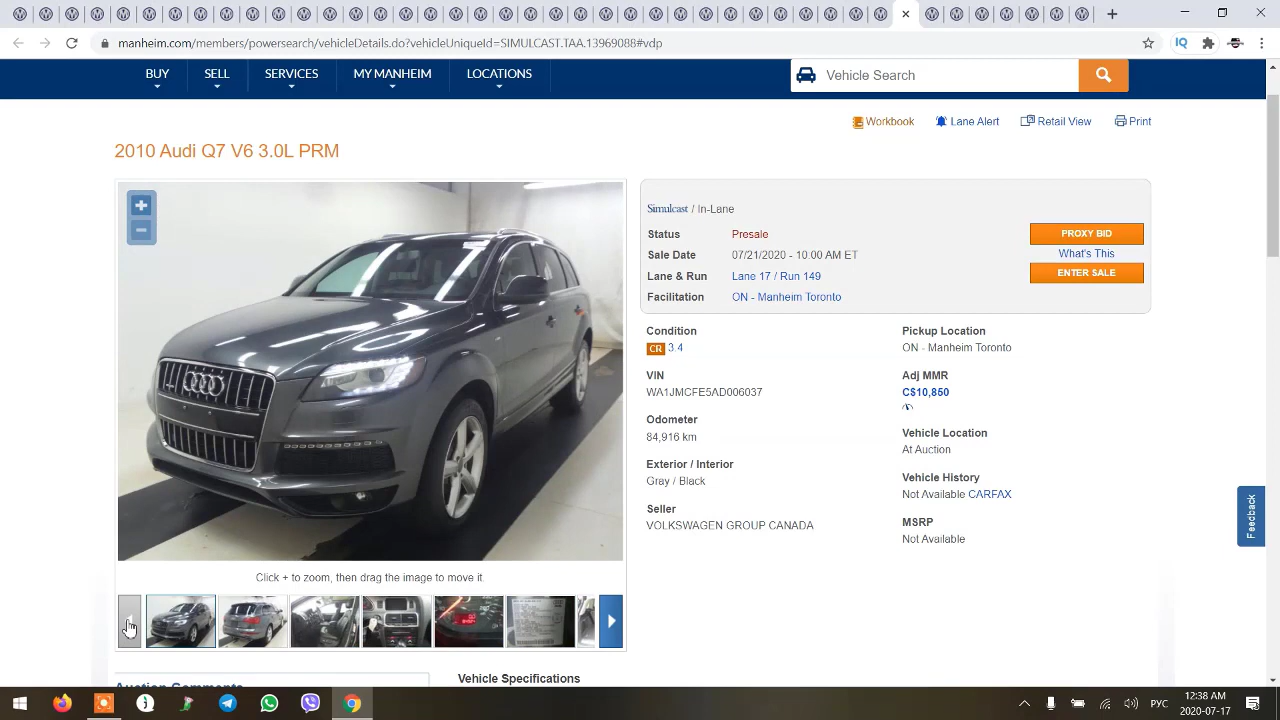 manheim.com/members/powersearch/vehicleDetails.do?vehicleUniqueId=SIMULCAST.TAA.13969088#vdp
BUY SELL SERVICES MY MANHEIM LOCATIONS Vehicle Search
Workbook Lane Alert Retail View Print
2010 Audi Q7 V6 3.0L PRM
Simulcast / In-Lane
Status Presale PROXY BID
Sale Date 07/21/2020 - 10:00 AM ET What's This
Lane & Run Lane 17 / Run 149 ENTER SALE
Facilitation ON - Manheim Toronto
Condition
CR 3.4
VIN
WA1JMCFE5AD006037
Odometer
84,916 km
Exterior / Interior
Gray / Black
Seller
VOLKSWAGEN GROUP CANADA
Pickup Location
ON - Manheim Toronto
Adj MMR
C$10,850
Vehicle Location
At Auction
Vehicle History
Not Available CARFAX
MSRP
Not Available
Feedback
Click + to zoom, then drag the image to move it.
Auction Comments
Vehicle Specifications
РУС
12:38 AM
2020-07-17